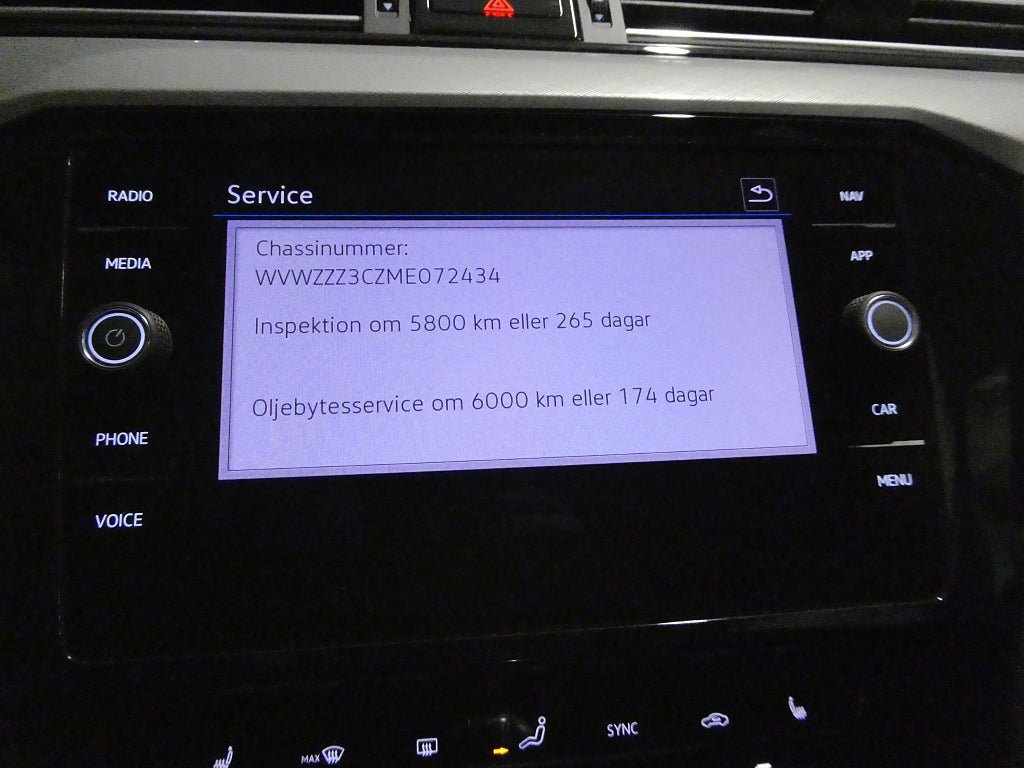 RADIO
Service
NAV
MEDIA
Chassinummer:
WVWZZZ3CZME072434
APP
Inspektion om 5800 km eller 265 dagar
Oljebytesservice om 6000 km eller 174 dagar
CAR
PHONE
MENU
VOICE
MAX
SYNC